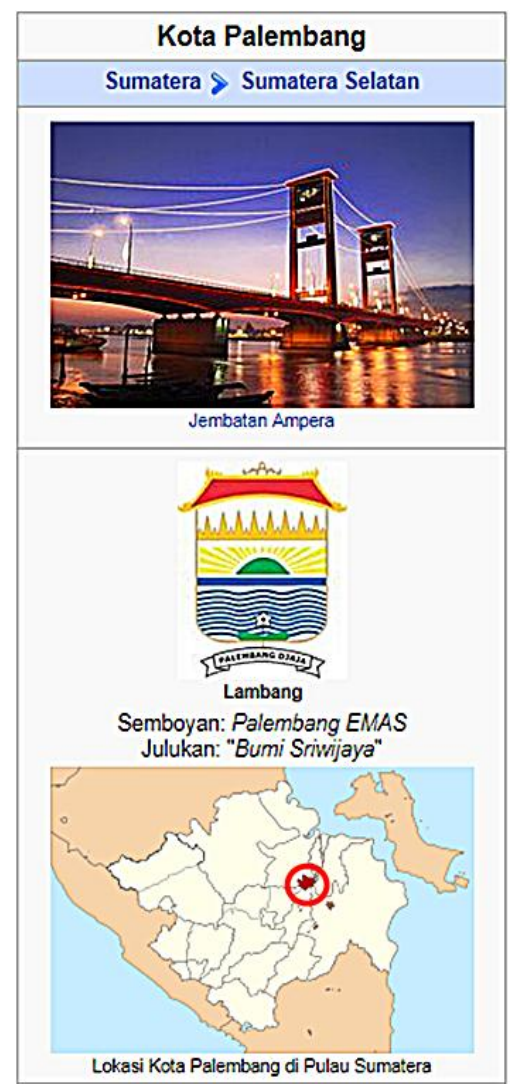 Kota Palembang
Sumatera Sumatera Selatan
Jembatan Ampera
PALEMBANG DJAJA
Lambang
Semboyan: Palembang EMAS
Julukan: "Bumi Sriwijaya"
Lokasi Kota Palembang di Pulau Sumatera